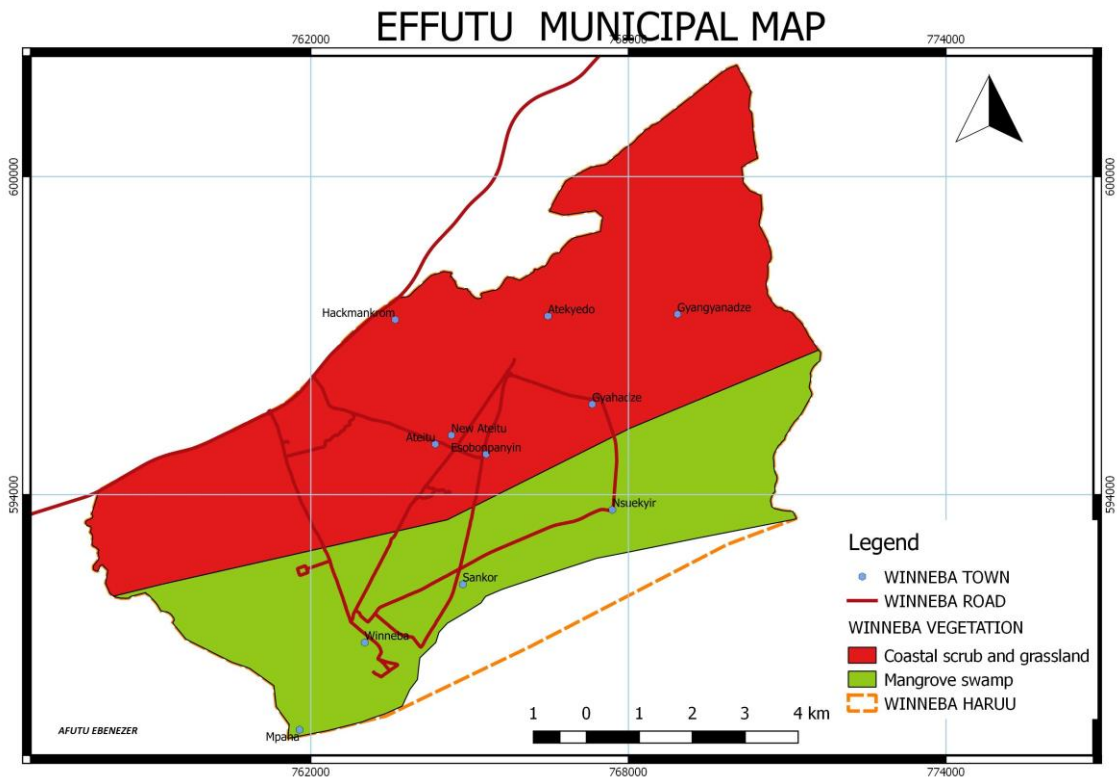 EFFUTU MUNICIPAL MAP
762000
768000
774000
600000
600000
Hackmankrom
Atekyedo
Gyangyanadze
Gyahadze
New Ateitu
Ateitu
Esobonpanyin
594000
594000
Nsuekyir
Sankor
Winneba
Mpana
AFUTU EBENEZER
Legend
WINNEBA TOWN
WINNEBA ROAD
WINNEBA VEGETATION
Coastal scrub and grassland
Mangrove swamp
WINNEBA HARUU
1 0 1 2 3 4 km
762000
768000
774000